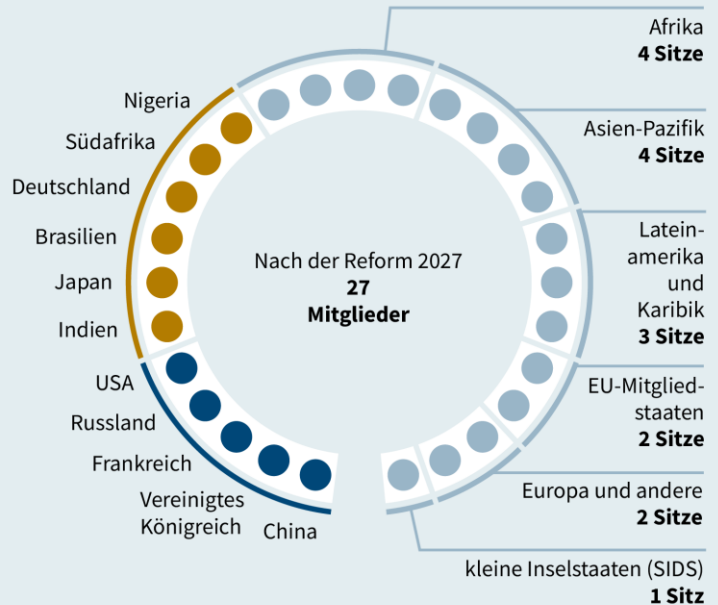 Afrika
4 Sitze
Asien-Pazifik
4 Sitze
Latein-
amerika
und
Karibik
3 Sitze
EU-Mitglied-
staaten
2 Sitze
Europa und andere
2 Sitze
kleine Inselstaaten (SIDS)
1 Sitz
Nigeria
Südafrika
Deutschland
Brasilien
Japan
Indien
USA
Russland
Frankreich
Vereinigtes
Königreich
China
Nach der Reform 2027
27
Mitglieder